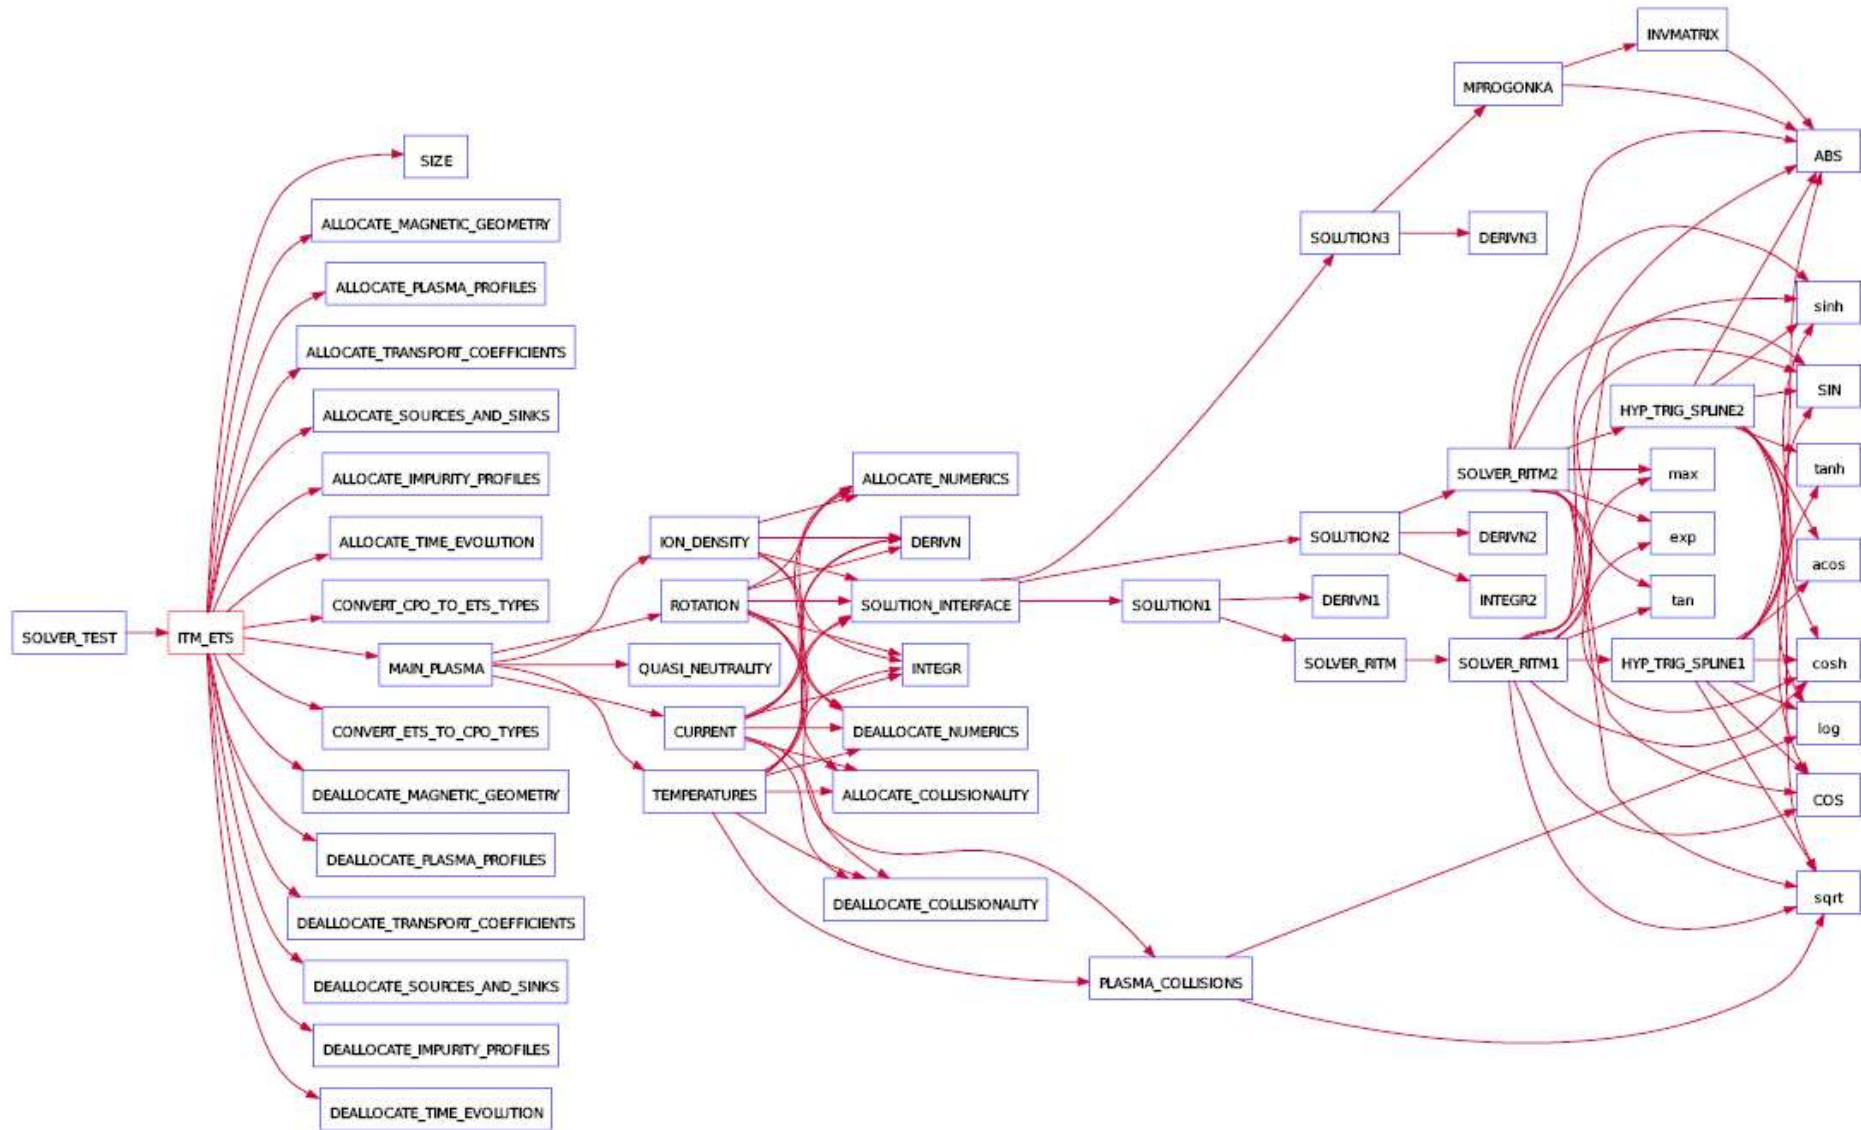 SOLVER_TEST
ITM_ETS
SIZE
ALLOCATE_MAGNETIC_GEOMETRY
ALLOCATE_PLASMA_PROFILES
ALLOCATE_TRANSPORT_COEFFICIENTS
ALLOCATE_SOURCES_AND_SINKS
ALLOCATE_IMPURITY_PROFILES
ALLOCATE_TIME_EVOLUTION
CONVERT_CPO_TO_ETS_TYPES
MAIN_PLASMA
CONVERT_ETS_TO_CPO_TYPES
DEALLOCATE_MAGNETIC_GEOMETRY
DEALLOCATE_PLASMA_PROFILES
DEALLOCATE_TRANSPORT_COEFFICIENTS
DEALLOCATE_SOURCES_AND_SINKS
DEALLOCATE_IMPURITY_PROFILES
DEALLOCATE_TIME_EVOLUTION
ION_DENSITY
ROTATION
QUASI_NEUTRALITY
CURRENT
TEMPERATURES
ALLOCATE_NUMERICS
DERIVN
SOLUTION_INTERFACE
INTEGR
DEALLOCATE_NUMERICS
ALLOCATE_COLLUSIONALITY
DEALLOCATE_COLLISIONALITY
PLASMA_COLLISIONS
SOLUTION1
SOLUTION3
SOLUTION2
DERIVN1
SOLVER_RITM
MPROGONKA
DERIVN3
SOLVER_RITM2
DERIVN2
INTEGR2
SOLVER_RITM1
INVMATRIX
HYP_TRIG_SPLINE2
max
exp
tan
HYP_TRIG_SPLINE1
ABS
sinh
SIN
tanh
acos
cosh
log
COS
sqrt